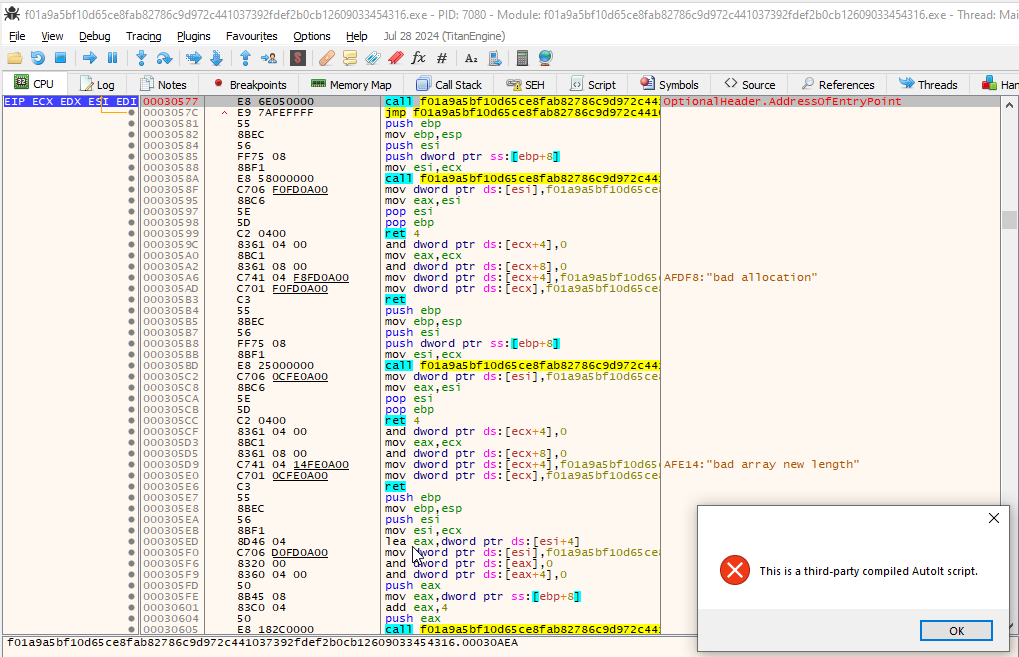 f01a9a5bf10d65ce8fab82786c9d972c441037392fdef2b0cb12609033454316.exe - PID: 7080 - Module: f01a9a5bf10d65ce8fab82786c9d972c441037392fdef2b0cb12609033454316.exe - Thread: Mai
File View Debug Tracing Plugins Favourites Options Help Jul 28 2024 (TitanEngine)
CPU Log Notes Breakpoints Memory Map Call Stack SEH Script Symbols Source References Threads Han
EIP ECX EDX ESI EDI 00030577 E8 6E050000 call f01a9a5bf10d65ce8fab82786c9d972c441 OptionalHeader.AddressOfEntryPoint
0003057C E9 7AFEFFFF jmp f01a9a5bf10d65ce8fab82786c9d972c4410
00030581 55 push ebp
00030582 8BEC mov ebp,esp
00030584 56 push esi
00030585 FF75 08 push dword ptr ss:[ebp+8]
00030588 8BF1 mov esi,ecx
0003058A E8 58000000 call f01a9a5bf10d65ce8fab82786c9d972c441
0003058F C706 F0FD0A00 mov dword ptr ds:[esi],f01a9a5bf10d65ce8
00030595 8BC6 mov eax,esi
00030597 5E pop esi
00030598 5D pop ebp
00030599 C2 0400 ret 4
0003059C 8361 04 00 and dword ptr ds:[ecx+4],0
000305A0 8BC1 mov eax,ecx
000305A2 8361 08 00 and dword ptr ds:[ecx+8],0
000305A6 C741 04 F8FD0A00 mov dword ptr ds:[ecx+4],f01a9a5bf10d65 AFDF8:"bad allocation"
000305AD C701 F0FD0A00 mov dword ptr ds:[ecx],f01a9a5bf10d65ce8
000305B3 C3 ret
000305B4 55 push ebp
000305B5 8BEC mov ebp,esp
000305B7 56 push esi
000305B8 FF75 08 push dword ptr ss:[ebp+8]
000305BB 8BF1 mov esi,ecx
000305BD E8 25000000 call f01a9a5bf10d65ce8fab82786c9d972c441
000305C2 C706 0CFE0A00 mov dword ptr ds:[esi],f01a9a5bf10d65ce8
000305C8 8BC6 mov eax,esi
000305CA 5E pop esi
000305CB 5D pop ebp
000305CC C2 0400 ret 4
000305CF 8361 04 00 and dword ptr ds:[ecx+4],0
000305D3 8BC1 mov eax,ecx
000305D5 8361 08 00 and dword ptr ds:[ecx+8],0
000305D9 C741 04 14FE0A00 mov dword ptr ds:[ecx+4],f01a9a5bf10d65 AFE14:"bad array new length"
000305E0 C701 0CFE0A00 mov dword ptr ds:[ecx],f01a9a5bf10d65ce8
000305E6 C3 ret
000305E7 55 push ebp
000305E8 8BEC mov ebp,esp
000305EA 56 push esi
000305EB 8BF1 mov esi,ecx
000305ED 8D46 04 lea eax,dword ptr ds:[esi+4]
000305F0 C706 D0FD0A00 mov dword ptr ds:[esi],f01a9a5bf10d65ce8
000305F6 8320 00 and dword ptr ds:[eax],0
000305F9 8360 04 00 and dword ptr ds:[eax+4],0
000305FD 50 push eax
000305FE 8B45 08 mov eax,dword ptr ss:[ebp+8]
00030601 83C0 04 add eax,4
00030604 50 push eax
00030605 E8 182C0000 call f01a9a5bf10d65ce8fab82786c9d972c441
This is a third-party compiled AutoIt script.
OK
f01a9a5bf10d65ce8fab82786c9d972c441037392fdef2b0cb12609033454316.00030AEA